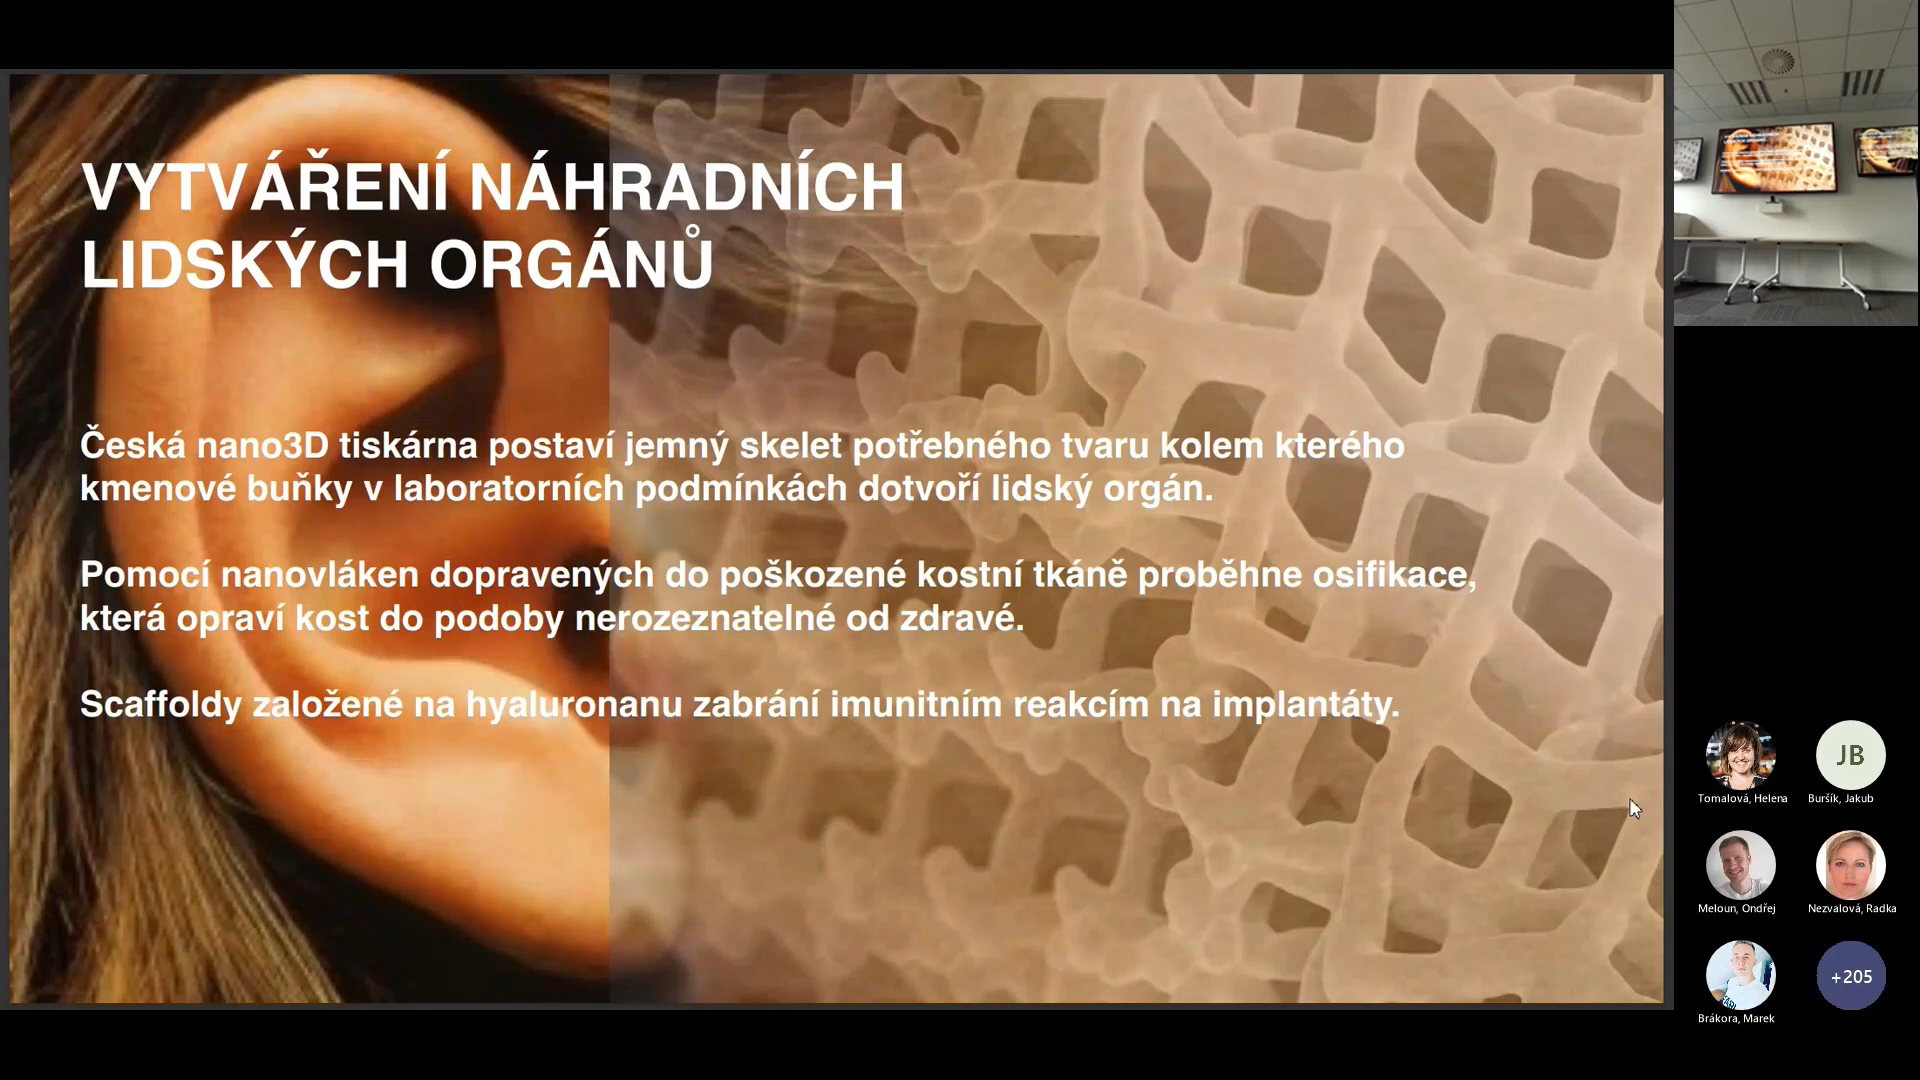 VYTVÁŘENÍ NÁHRADNÍCH
LIDSKÝCH ORGÁNŮ
Česká nano3D tiskárna postaví jemný skelet potřebného tvaru kolem kterého
kmenové buňky v laboratorních podmínkách dotvoří lidský orgán.
Pomocí nanovláken dopravených do poškozené kostní tkáně proběhne osifikace,
která opraví kost do podoby nerozeznatelné od zdravé.
Scaffoldy založené na hyaluronanu zabrání imunitním reakcím na implantáty.
JB
Tomalová, Helena
Buršík, Jakub
Meloun, Ondřej
Nezvalová, Radka
+205
Brákora, Marek